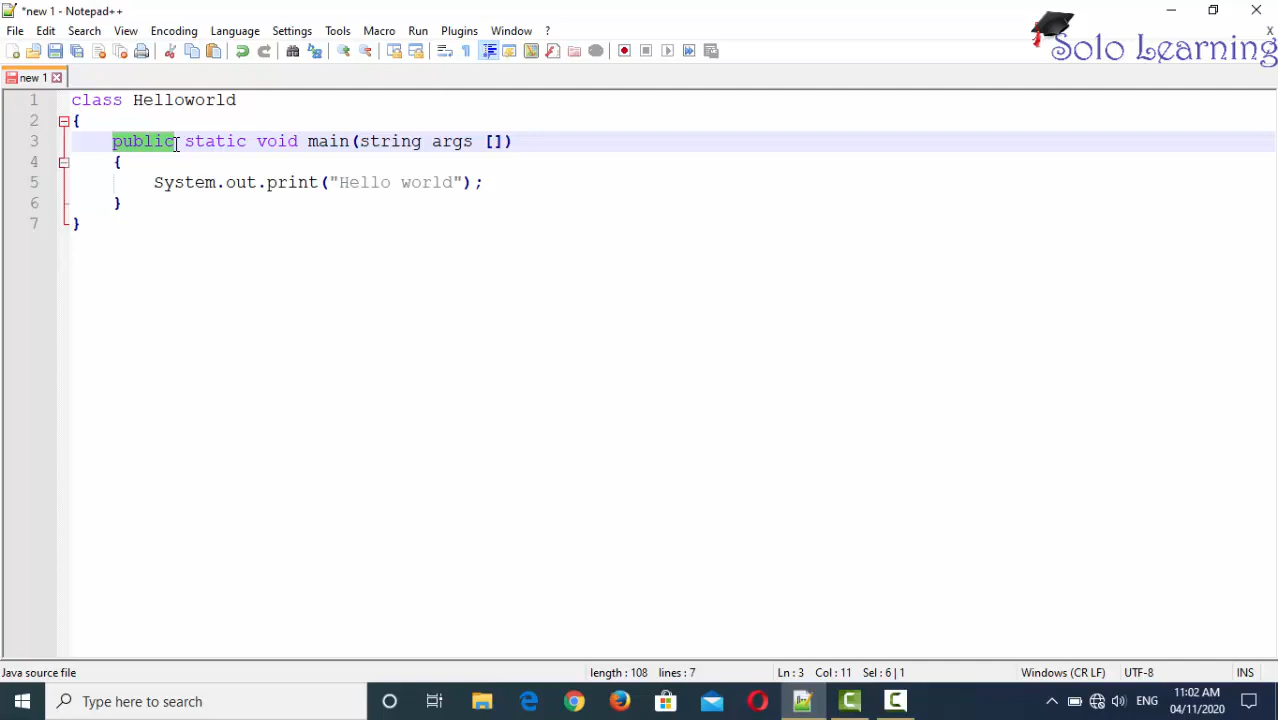 *new 1 - Notepad++
File Edit Search View Encoding Language Settings Tools Macro Run Plugins Window ?
Solo Learning
new 1
1 class Helloworld
2 {
3 public static void main(string args [])
4 {
5 System.out.print("Hello world");
6 }
7 }
Java source file length : 108 lines : 7 Ln : 3 Col : 11 Sel : 6 | 1 Windows (CR LF) UTF-8 INS
Type here to search ENG 11:02 AM
04/11/2020